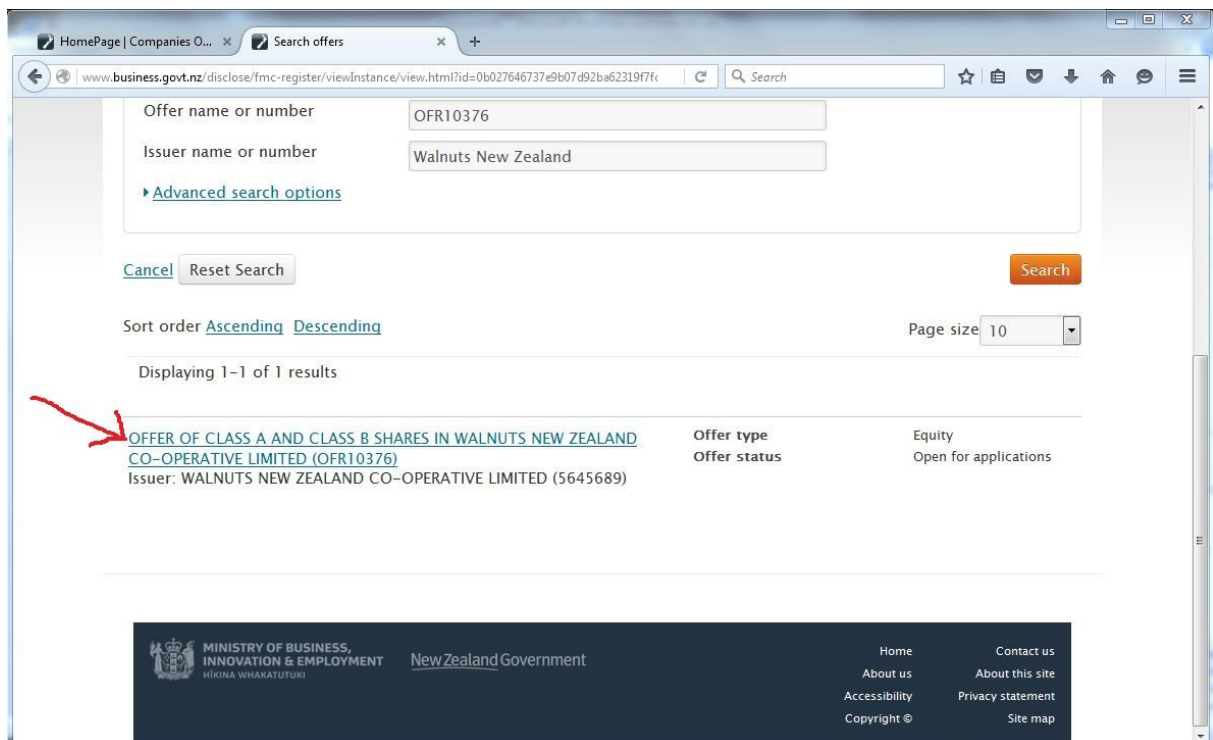 HomePage | Companies O... ×
Search offers ×
+
www.business.govt.nz/disclose/fmc-register/viewInstance/view.html?id=0b027646737e9b07d92ba62319f7f
Search
Offer name or number
OFR10376
Issuer name or number
Walnuts New Zealand
Advanced search options
Cancel
Reset Search
Search
Sort order Ascending Descending
Page size 10
Displaying 1-1 of 1 results
OFFER OF CLASS A AND CLASS B SHARES IN WALNUTS NEW ZEALAND
CO-OPERATIVE LIMITED (OFR10376)
Issuer: WALNUTS NEW ZEALAND CO-OPERATIVE LIMITED (5645689)
Offer type Equity
Offer status Open for applications
MINISTRY OF BUSINESS,
INNOVATION & EMPLOYMENT
HĪKINA WHAKATUTUKI
New Zealand Government
Home
About us
Accessibility
Copyright ©
Contact us
About this site
Privacy statement
Site map